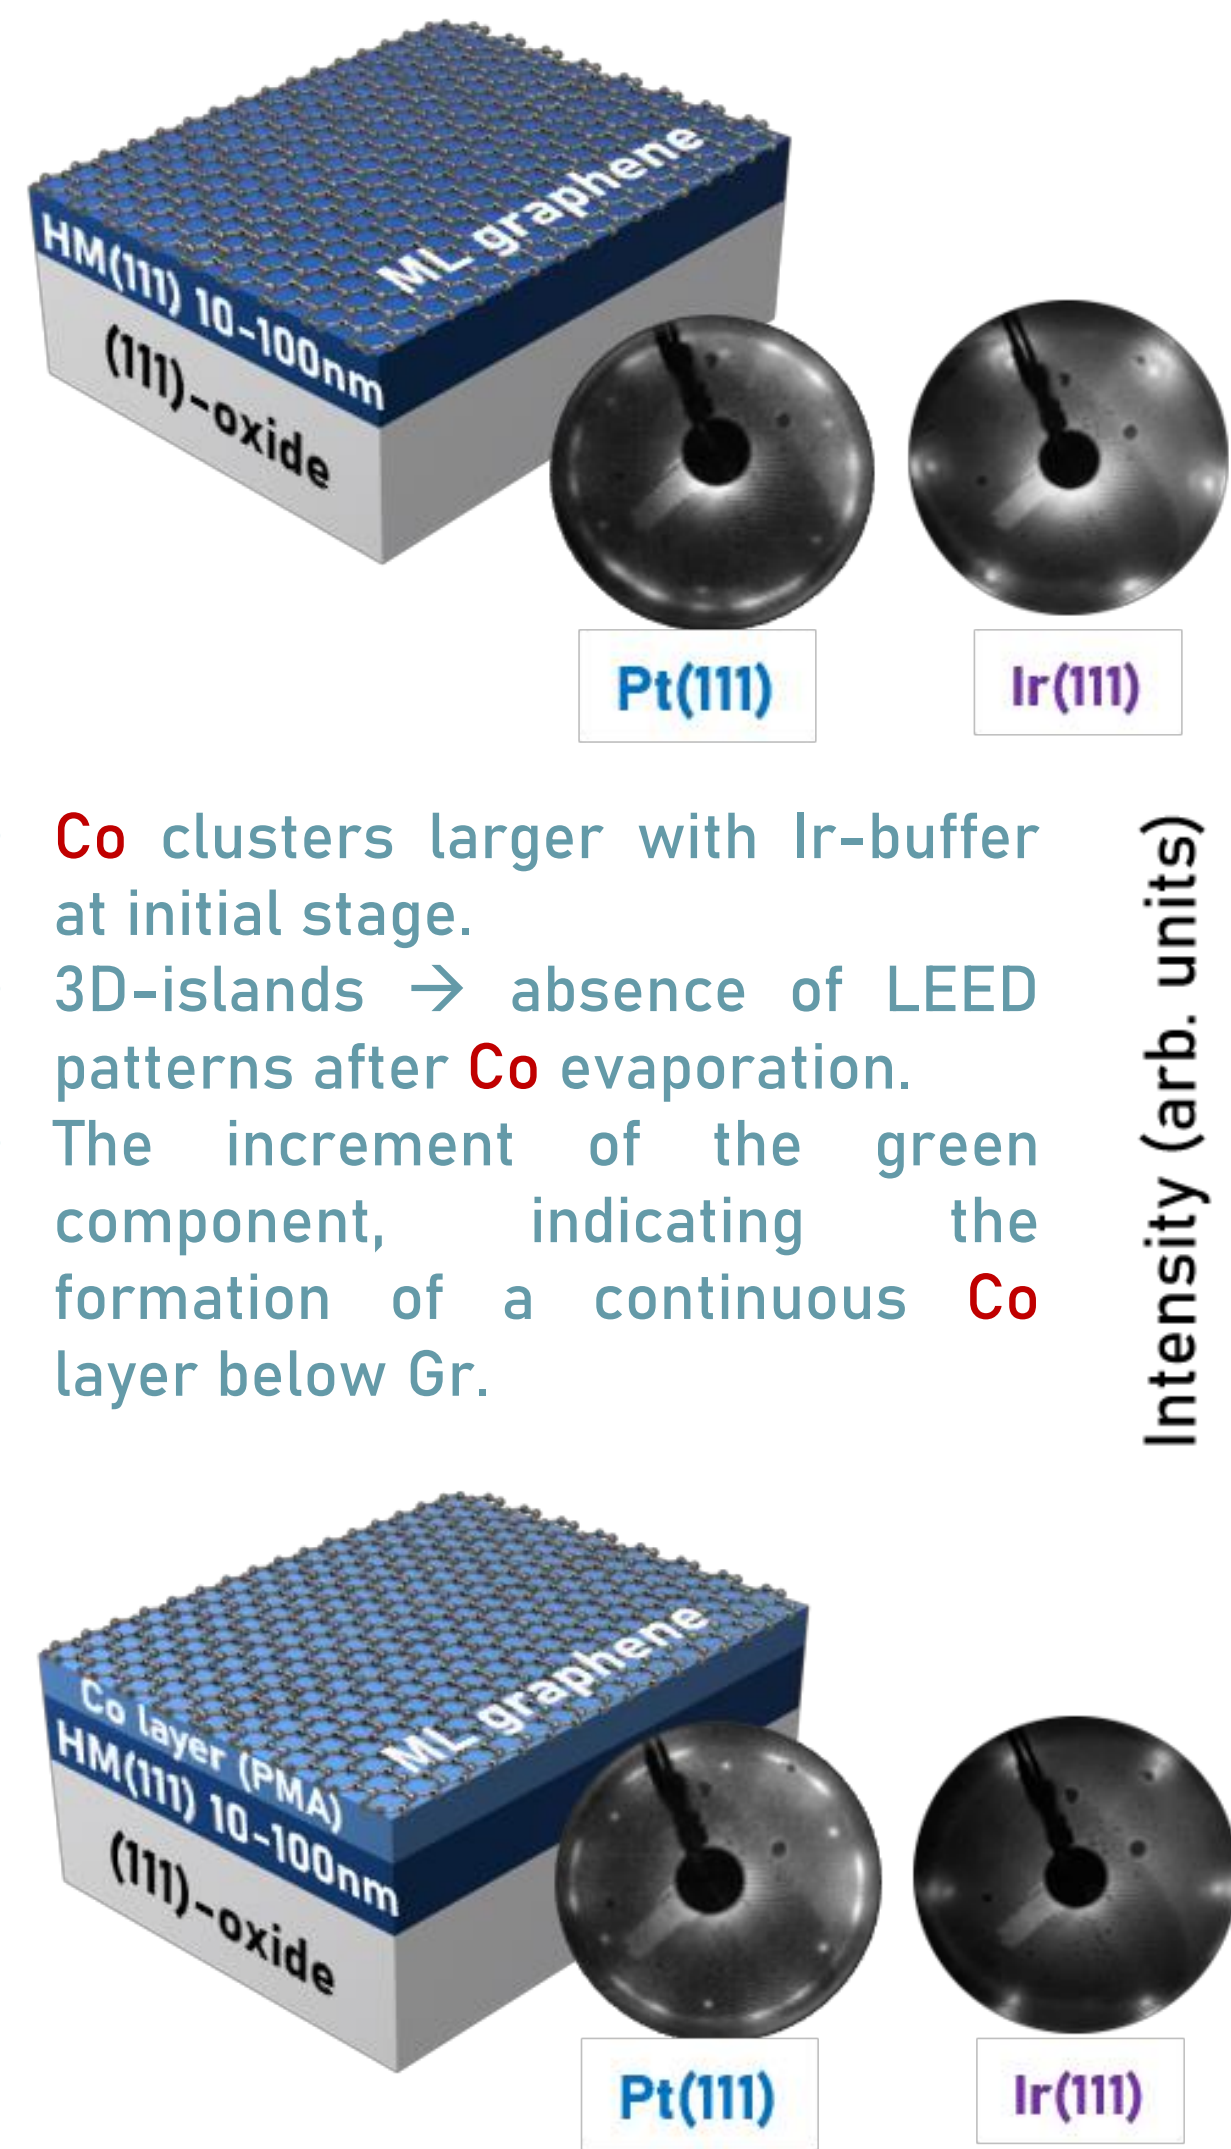 ML graphene
HM(111) 10-100nm
(111)-oxide
Pt(111)
Ir(111)
Co clusters larger with Ir-buffer
at initial stage.
3D-islands → absence of LEED
patterns after Co evaporation.
The increment of the green
component, indicating the
formation of a continuous Co
layer below Gr.
Intensity (arb. units)
ML graphene
Co layer (PMA)
HM(111) 10-100nm
(111)-oxide
Pt(111)
Ir(111)